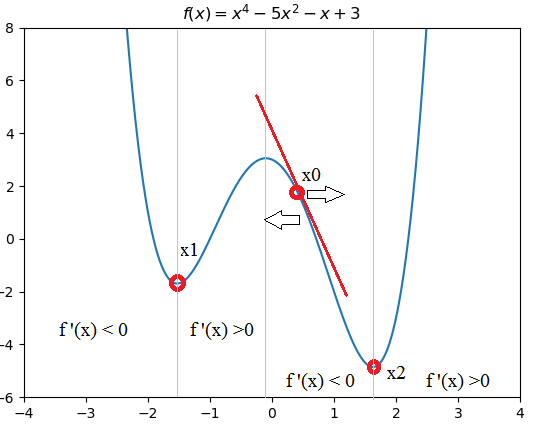 f(x) = x⁴ − 5x² − x + 3
8
6
4
2
0
−2
−4
−6
x0
x1
f '(x) < 0
f '(x) >0
f '(x) < 0
x2
f '(x) >0
−4
−3
−2
−1
0
1
2
3
4